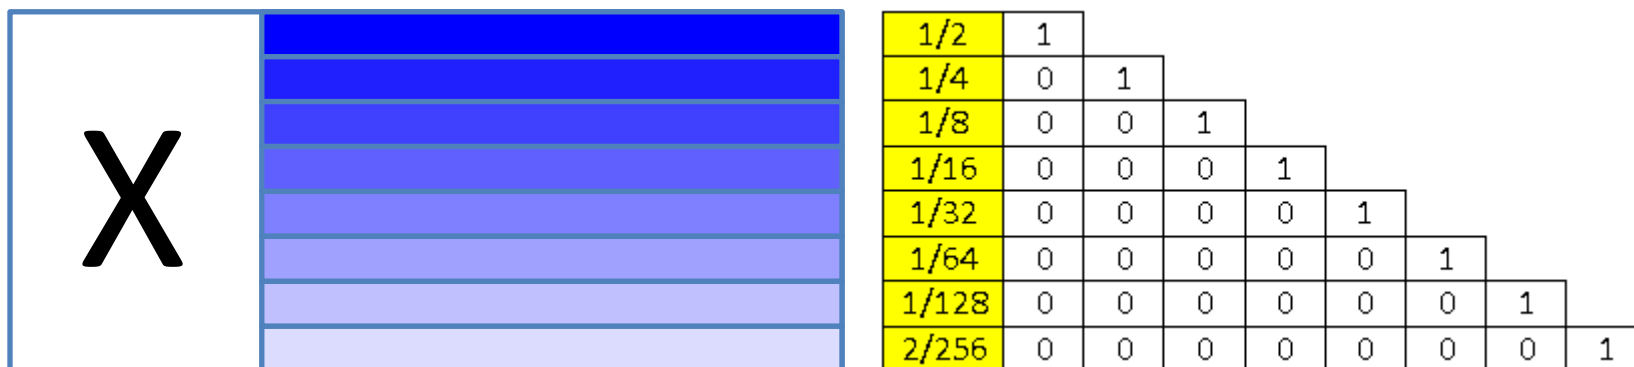 X
1/2 1
1/4 0 1
1/8 0 0 1
1/16 0 0 0 1
1/32 0 0 0 0 1
1/64 0 0 0 0 0 1
1/128 0 0 0 0 0 0 1
2/256 0 0 0 0 0 0 0 1